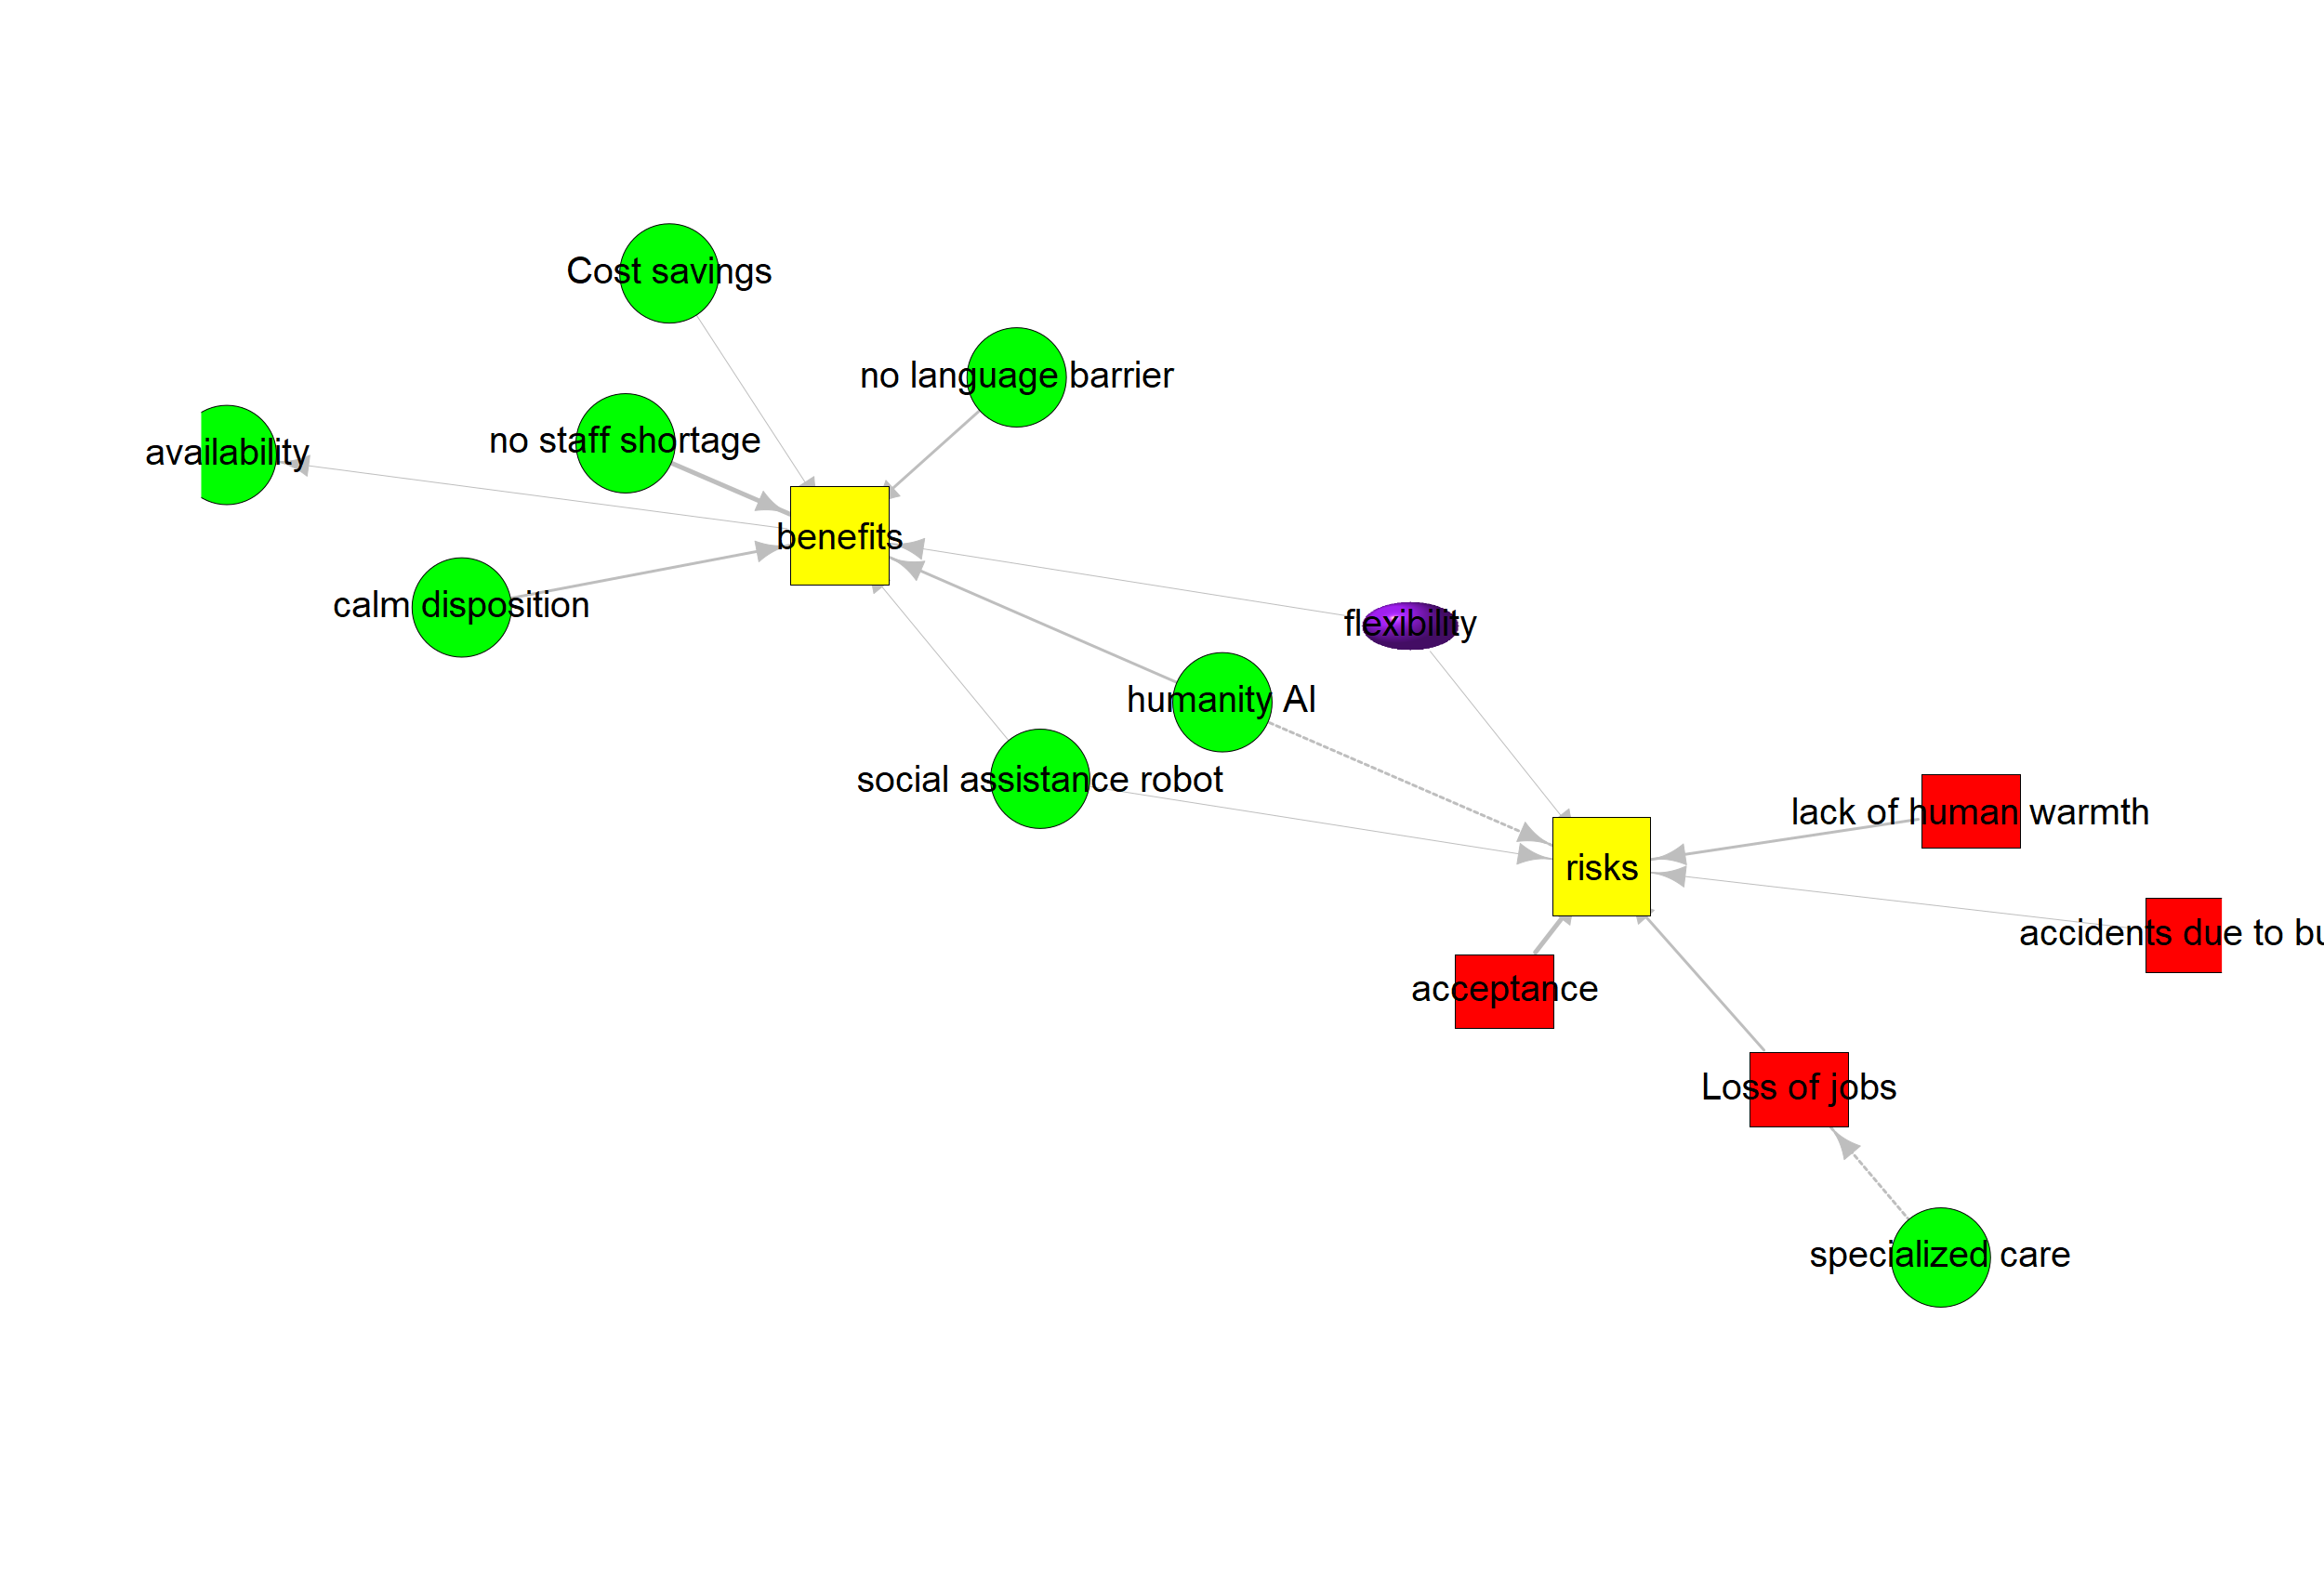 Cost savings
no language barrier
no staff shortage
availability
benefits
calm disposition
flexibility
humanity AI
social assistance robot
lack of human warmth
risks
accidents due to bu
acceptance
Loss of jobs
specialized care